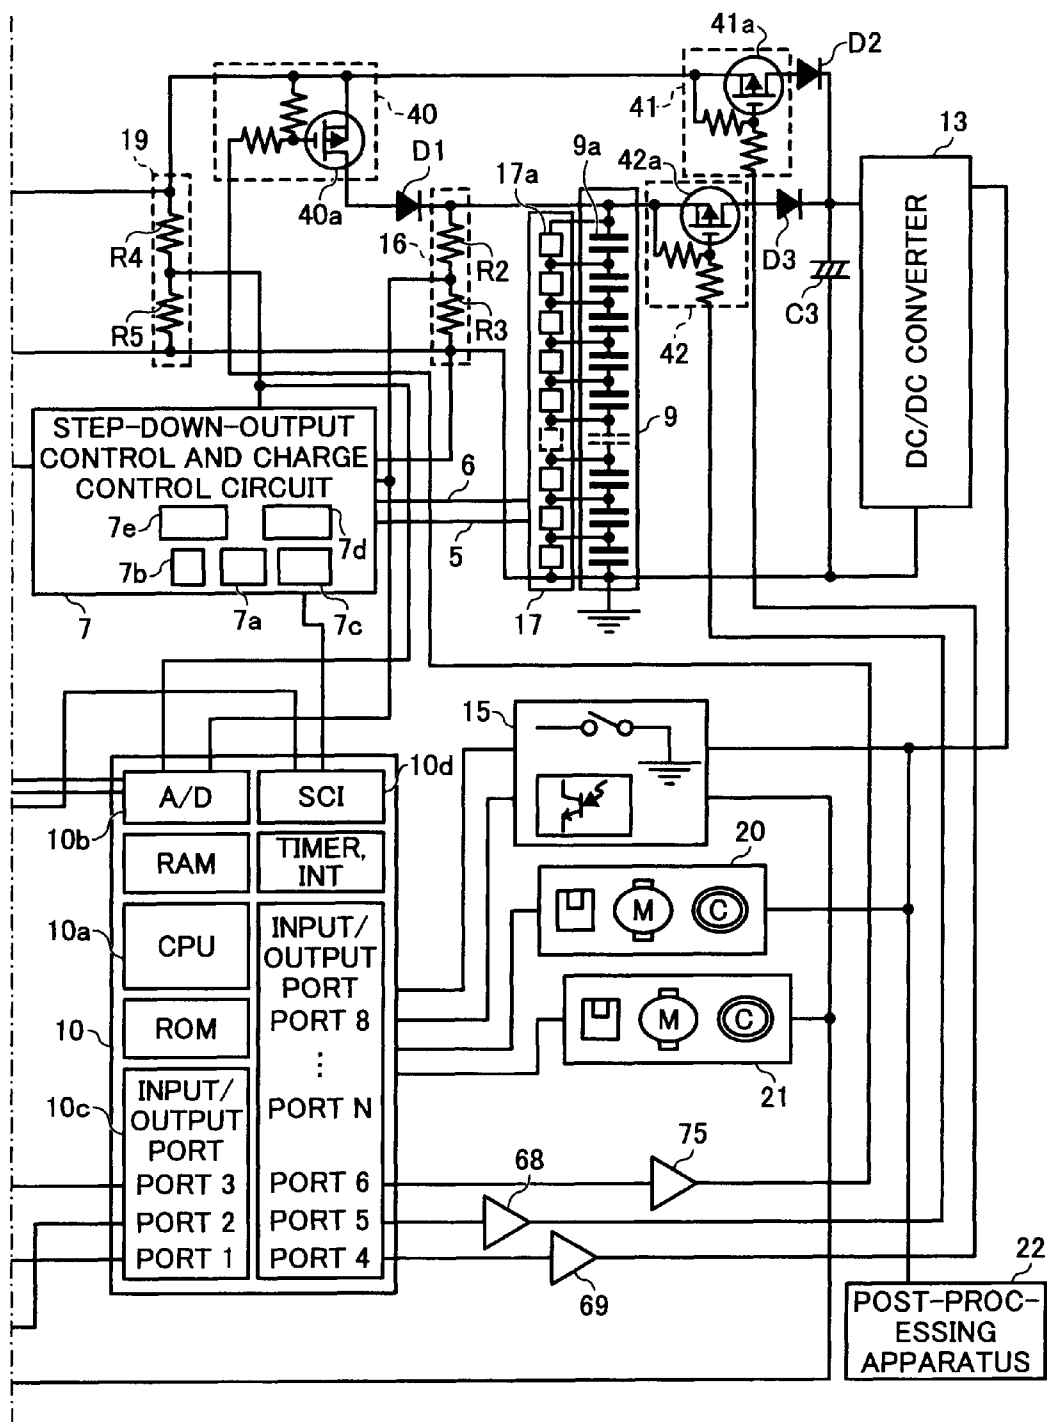 41a
D2
40
41
13
19
D1
42a
9a
17a
40a
R4
16
R2
D3
R5
R3
C3
42
DC/DC CONVERTER
STEP-DOWN-OUTPUT
CONTROL AND CHARGE
CONTROL CIRCUIT
9
6
7e
7d
7b
5
7
7a
7c
17
15
10d
A/D
SCI
10b
20
RAM
TIMER,
INT
M
C
10a
CPU
INPUT/
OUTPUT
PORT
10
ROM
PORT 8
M
C
⋮
21
10c
INPUT/
OUTPUT
PORT
PORT N
75
68
PORT 3
PORT 6
PORT 2
PORT 5
PORT 1
PORT 4
22
69
POST-PROC-
ESSING
APPARATUS